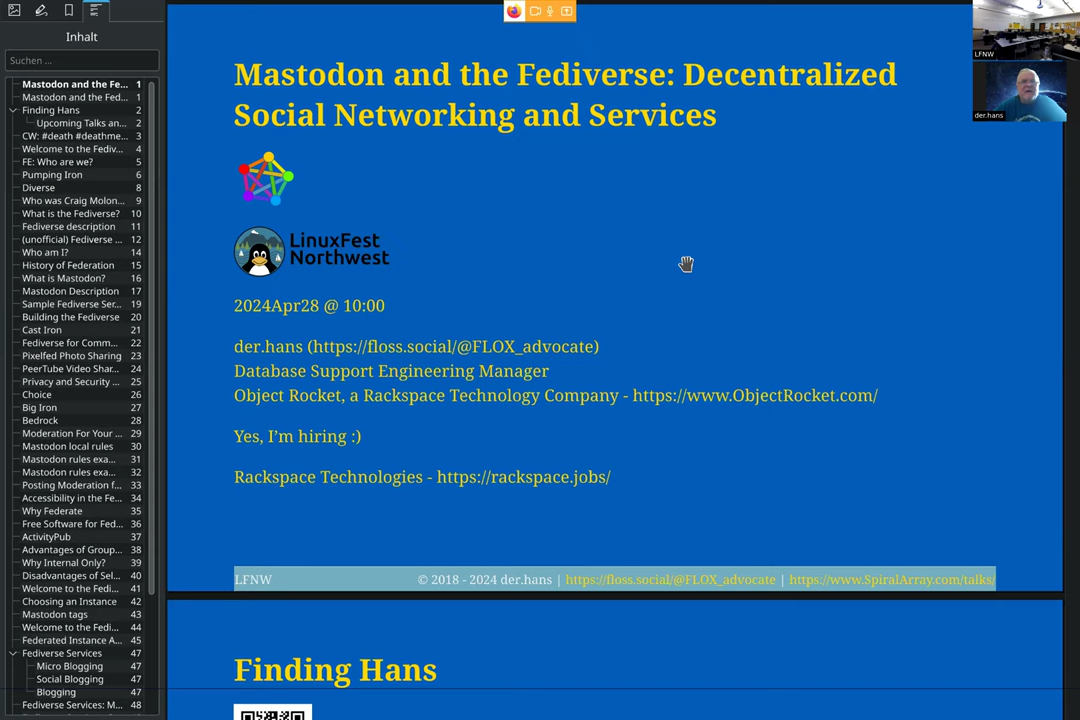 Inhalt
Suchen ...
Mastodon and the Fe... 1
Mastodon and the Fed... 1
Finding Hans 2
Upcoming Talks an... 2
CW: #death #deathme... 3
Welcome to the Fediv... 4
FE: Who are we? 5
Pumping Iron 6
Diverse 8
Who was Craig Molon... 9
What is the Fediverse? 10
Fediverse description 11
(unofficial) Fediverse ... 12
Who am I? 14
History of Federation 15
What is Mastodon? 16
Mastodon Description 17
Sample Fediverse Ser... 19
Building the Fediverse 20
Cast Iron 21
Fediverse for Comm... 22
Pixelfed Photo Sharing 23
PeerTube Video Shar... 24
Privacy and Security ... 25
Choice 26
Big Iron 27
Bedrock 28
Moderation For Your ... 29
Mastodon local rules 30
Mastodon rules exa... 31
Mastodon rules exa... 32
Posting Moderation f... 33
Accessibility in the Fe... 34
Why Federate 35
Free Software for Fed... 36
ActivityPub 37
Advantages of Group... 38
Why Internal Only? 39
Disadvantages of Sel... 40
Welcome to the Fedi... 41
Choosing an Instance 42
Mastodon tags 43
Welcome to the Fedi... 44
Federated Instance A... 45
Fediverse Services 47
Micro Blogging 47
Social Blogging 47
Blogging 47
Fediverse Services: M... 48
Mastodon and the Fediverse: Decentralized
Social Networking and Services
LinuxFest
Northwest
2024Apr28 @ 10:00
der.hans (https://floss.social/@FLOX_advocate)
Database Support Engineering Manager
Object Rocket, a Rackspace Technology Company - https://www.ObjectRocket.com/
Yes, I'm hiring :)
Rackspace Technologies - https://rackspace.jobs/
LFNW © 2018 - 2024 der.hans | https://floss.social/@FLOX_advocate | https://www.SpiralArray.com/talks/
Finding Hans
LFNW
der.hans